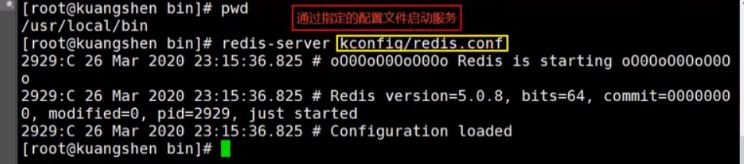 [root@kuangshen bin]# pwd
通过指定的配置文件启动服务
/usr/local/bin
[root@kuangshen bin]# redis-server kconfig/redis.conf
2929:C 26 Mar 2020 23:15:36.825 # oO0OoO0OoO0Oo Redis is starting oO0OoO0OoO0O
o
2929:C 26 Mar 2020 23:15:36.825 # Redis version=5.0.8, bits=64, commit=0000000
0, modified=0, pid=2929, just started
2929:C 26 Mar 2020 23:15:36.825 # Configuration loaded
[root@kuangshen bin]#